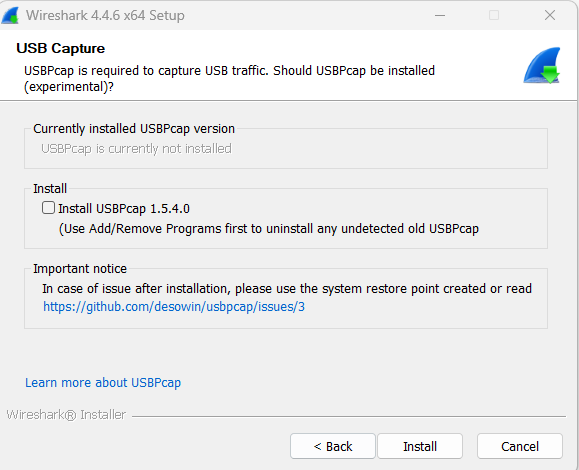 Wireshark 4.4.6 x64 Setup
USB Capture
USBPcap is required to capture USB traffic. Should USBPcap be installed
(experimental)?
Currently installed USBPcap version
USBPcap is currently not installed
Install
Install USBPcap 1.5.4.0
(Use Add/Remove Programs first to uninstall any undetected old USBPcap
Important notice
In case of issue after installation, please use the system restore point created or read
https://github.com/desowin/usbpcap/issues/3
Learn more about USBPcap
Wireshark® Installer
< Back
Install
Cancel